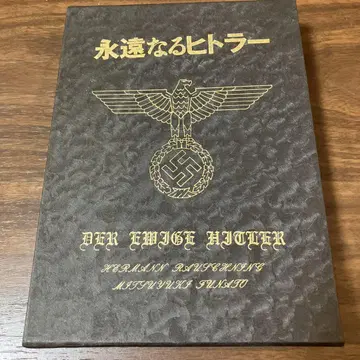 永遠なるヒトラー
DER EWIGE HITLER
HERMANN RAUSCHNING
MITSUYUKI FUNATO